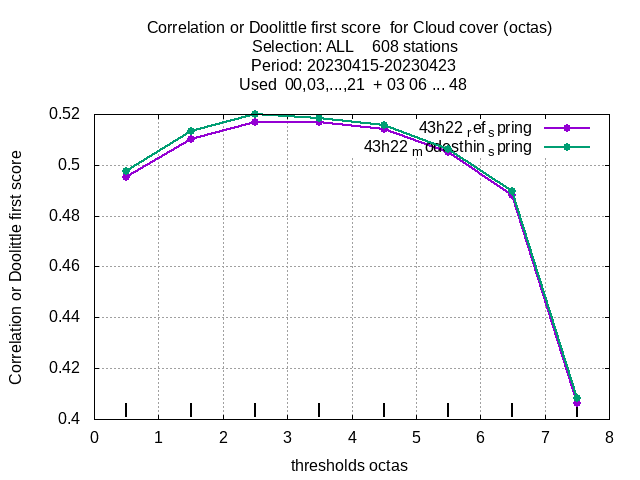 Correlation or Doolittle first score  for Cloud cover (octas)
Selection: ALL    608 stations
Period: 20230415-20230423
Used  00,03,...,21  + 03 06 ... 48
43h22 ref spring
43h22 modesthin spring
Correlation or Doolittle first score
0.52
0.5
0.48
0.46
0.44
0.42
0.4
0 1 2 3 4 5 6 7 8
thresholds octas